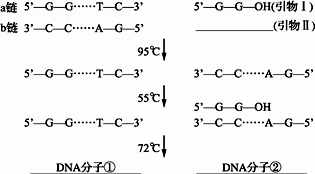 a链 5'—G—G……T—C—3' 5'—G—G—OH(引物Ⅰ)
b链 3'—C—C……A—G—5' ________(引物Ⅱ)
95℃
5'—G—G……T—C—3' 3'—C—C……A—G—5'
55℃ 5'—G—G—OH
5'—G—G……T—C—3' 3'—C—C……A—G—5'
72℃
DNA分子① DNA分子②